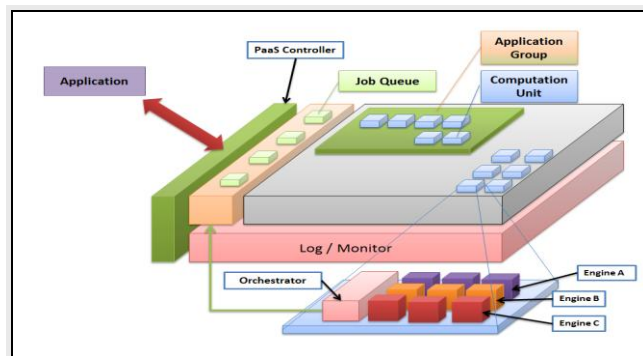 PaaS Controller
Application
Group
Application
Job Queue
Computation
Unit
Log / Monitor
Orchestrator
Engine A
Engine B
Engine C